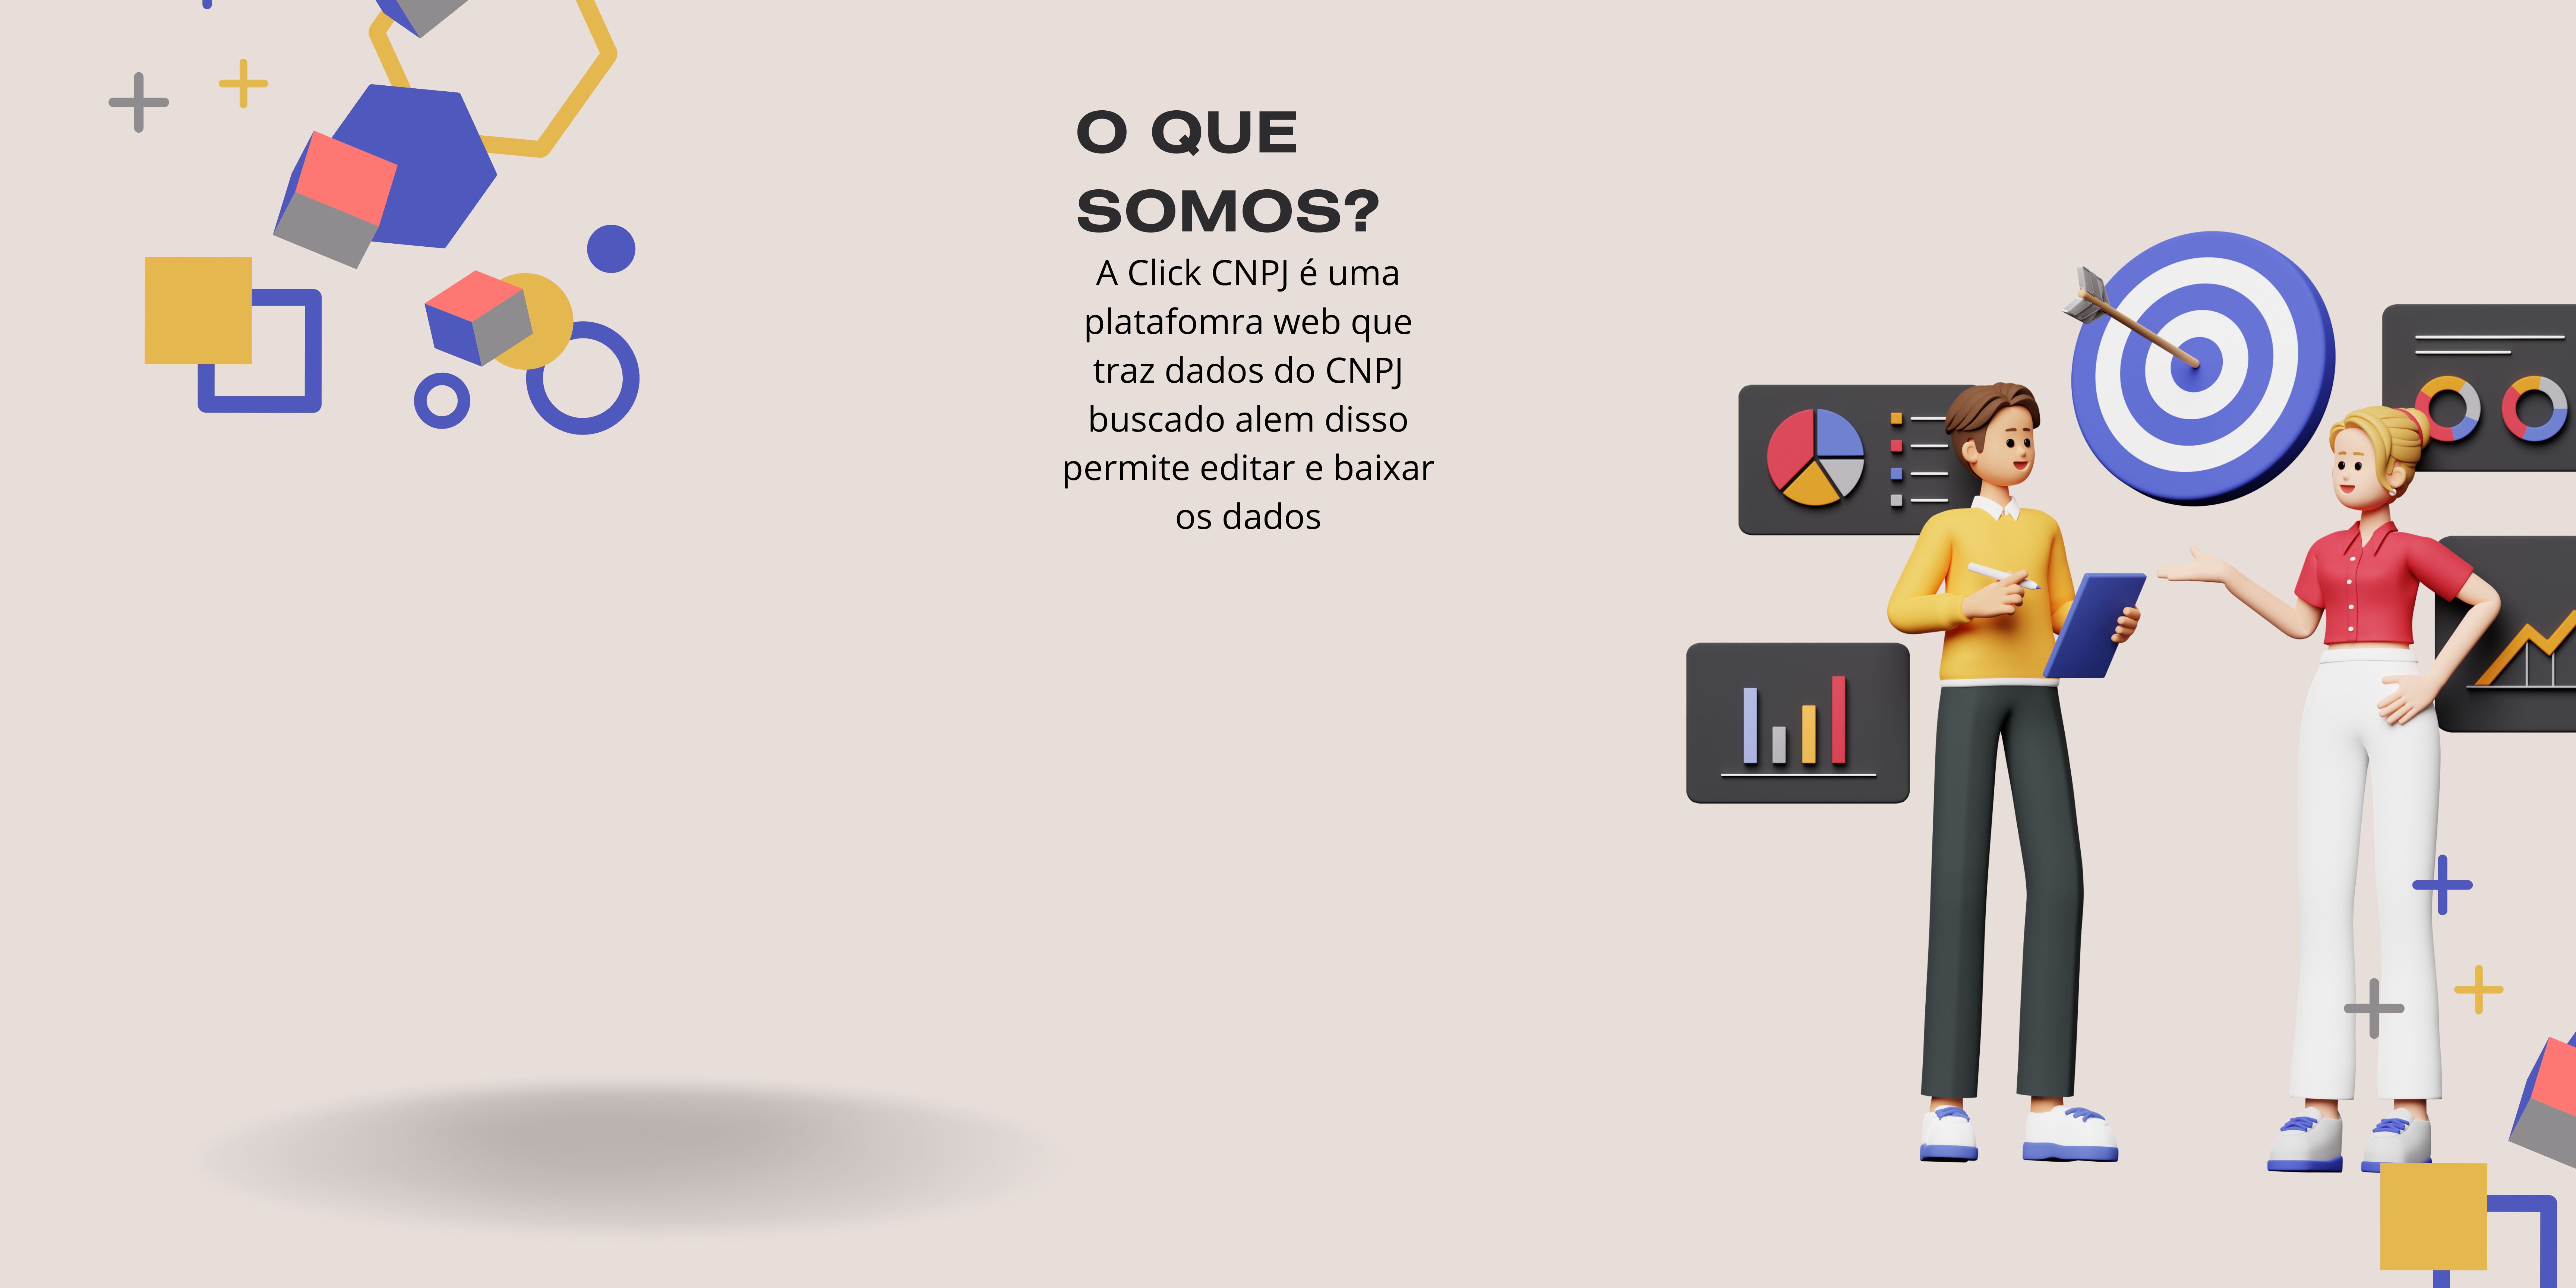 O QUE
SOMOS?
A Click CNPJ é uma
platafomra web que
traz dados do CNPJ
buscado alem disso
permite editar e baixar
os dados